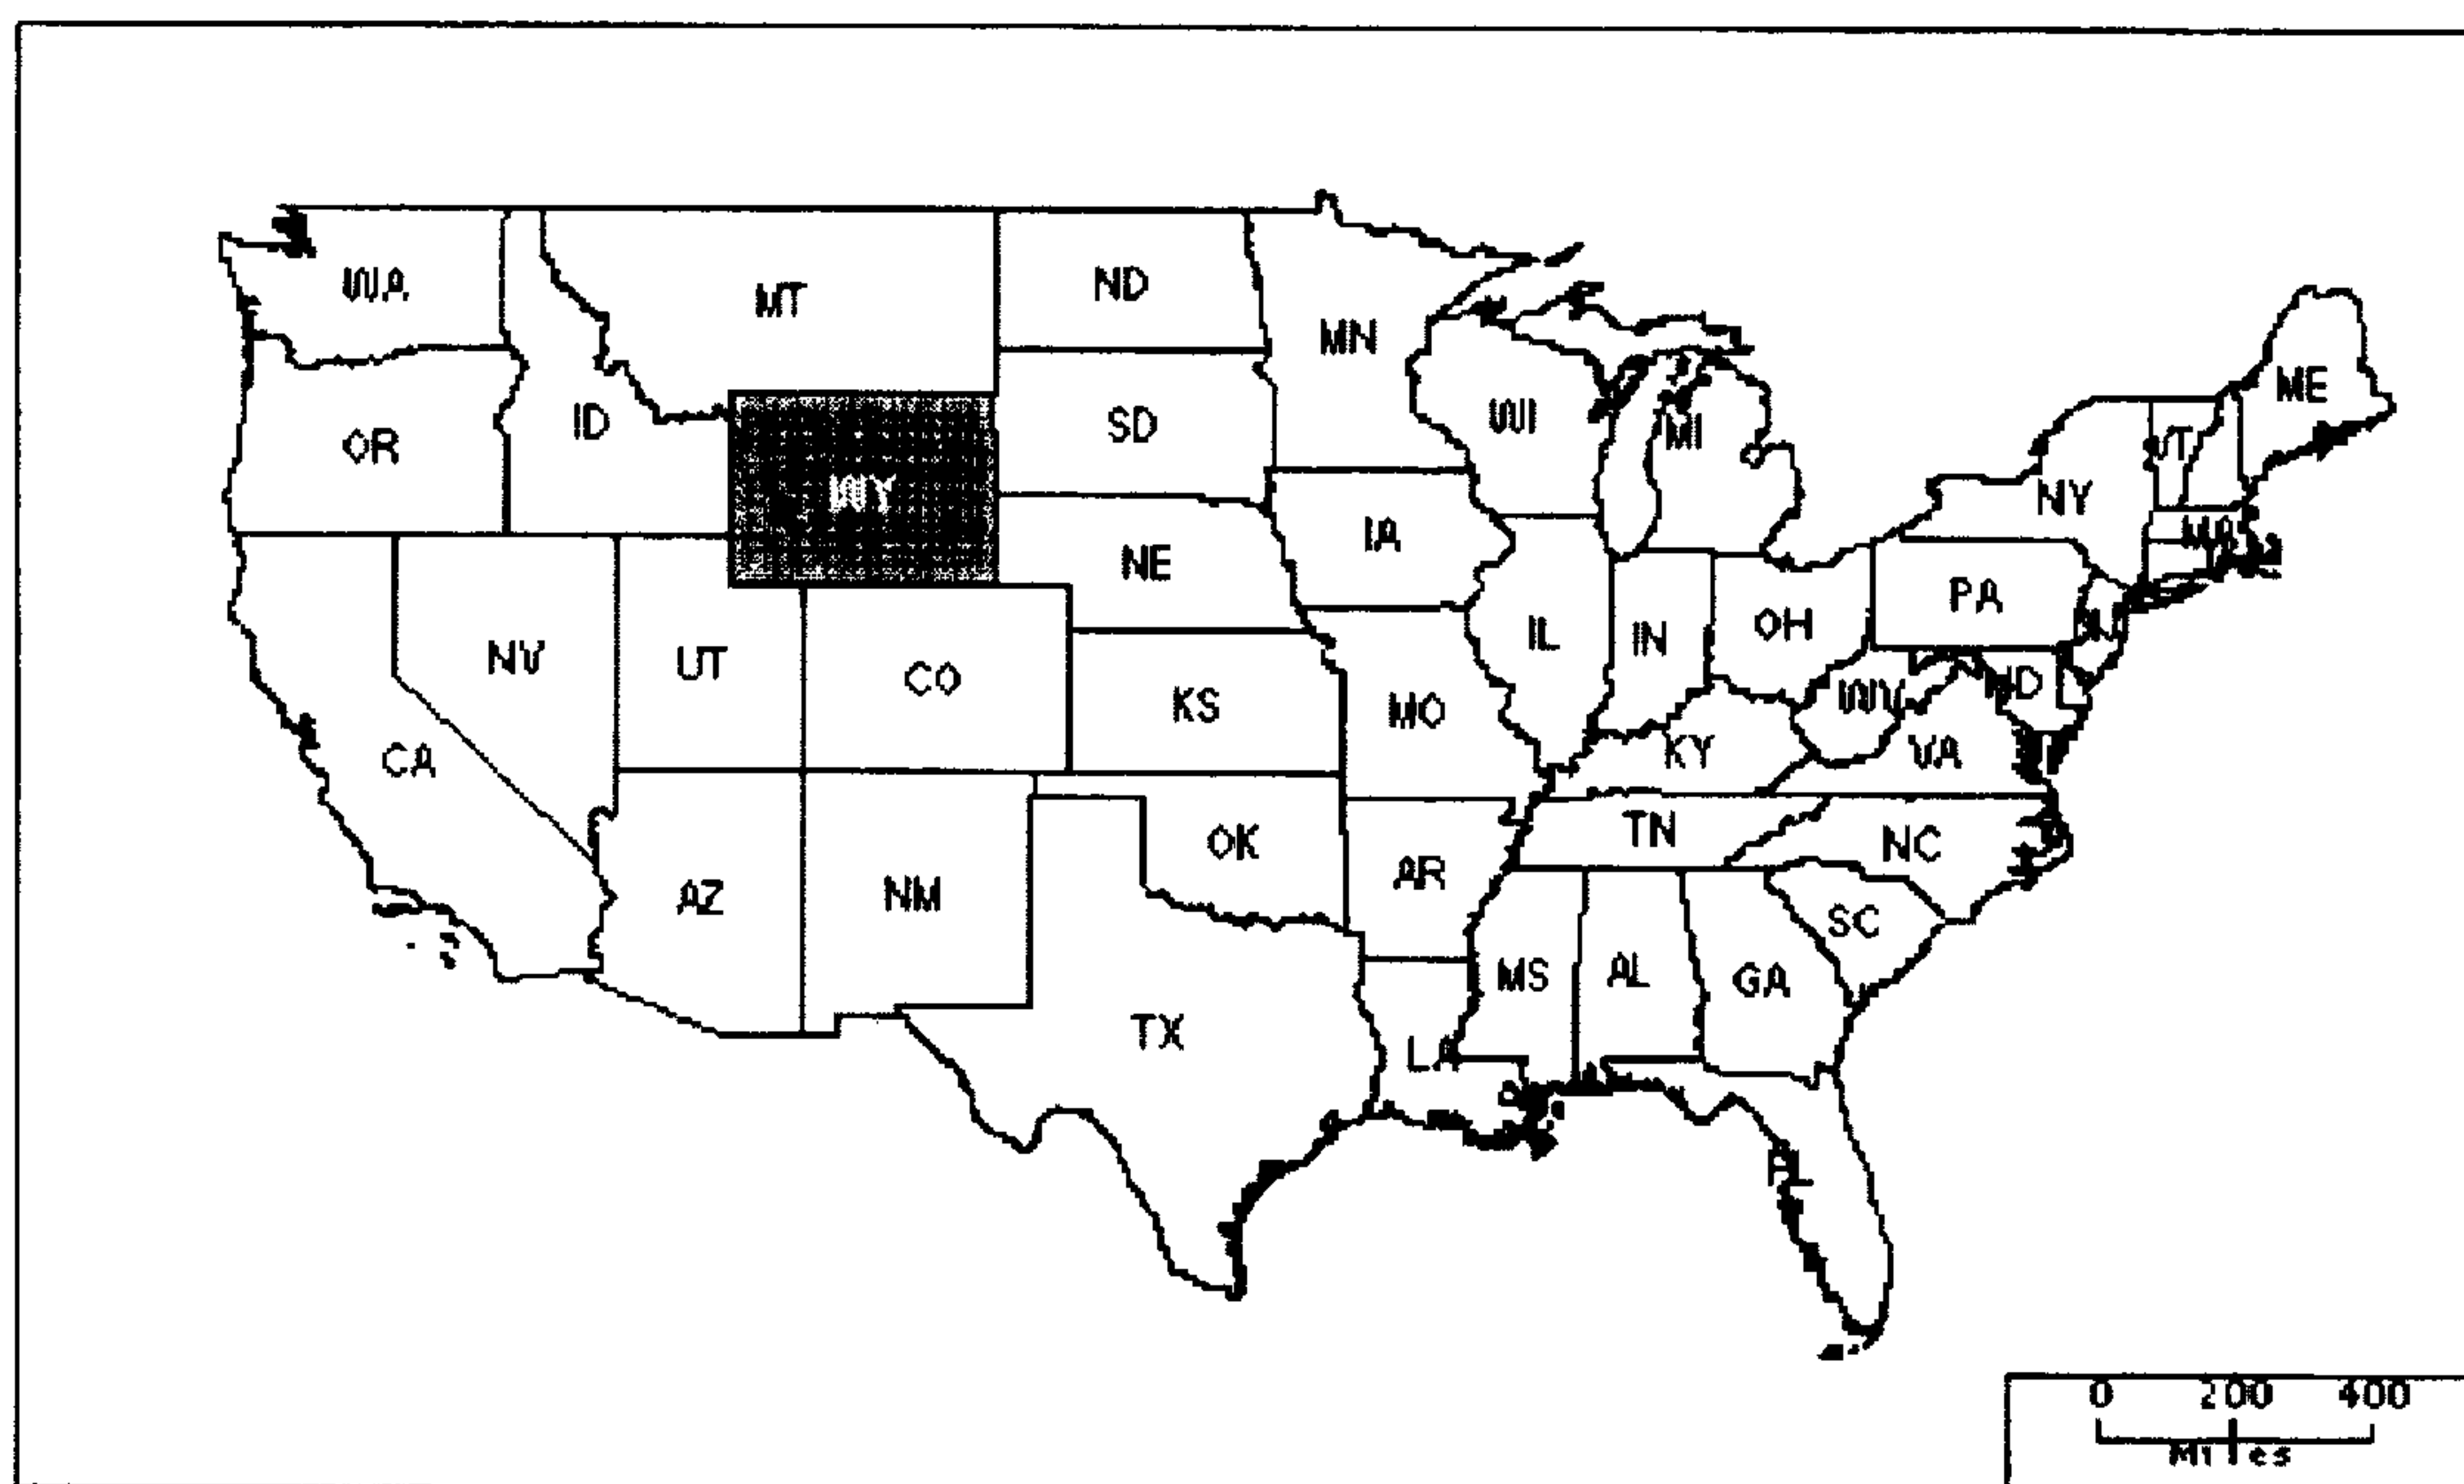 WA
MT
ND
MN
ME
ID
SD
WI
MI
OR
VT
WY
NY
IA
MA
NE
PA
NV
UT
CO
IL
IN
OH
NJ
KS
MO
WV
MD
CA
KY
VA
TN
OK
NC
AR
AZ
NM
SC
MS
AL
GA
TX
LA
FL
0 200 400
Miles